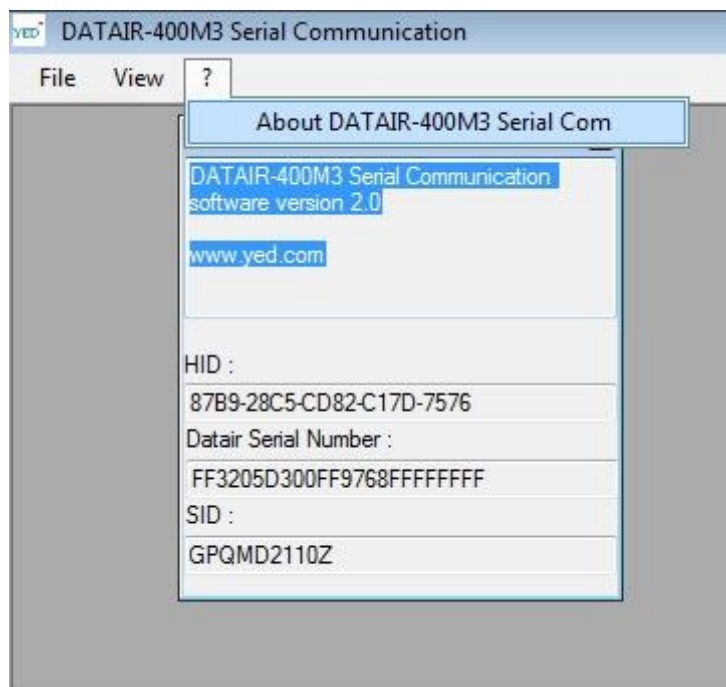 YED DATAIR-400M3 Serial Communication
File View ?
About DATAIR-400M3 Serial Com
DATAIR-400M3 Serial Communication
software version 2.0
www.yed.com
HID :
87B9-28C5-CD82-C17D-7576
Datair Serial Number :
FF3205D300FF9768FFFFFFFF
SID :
GPQMD2110Z